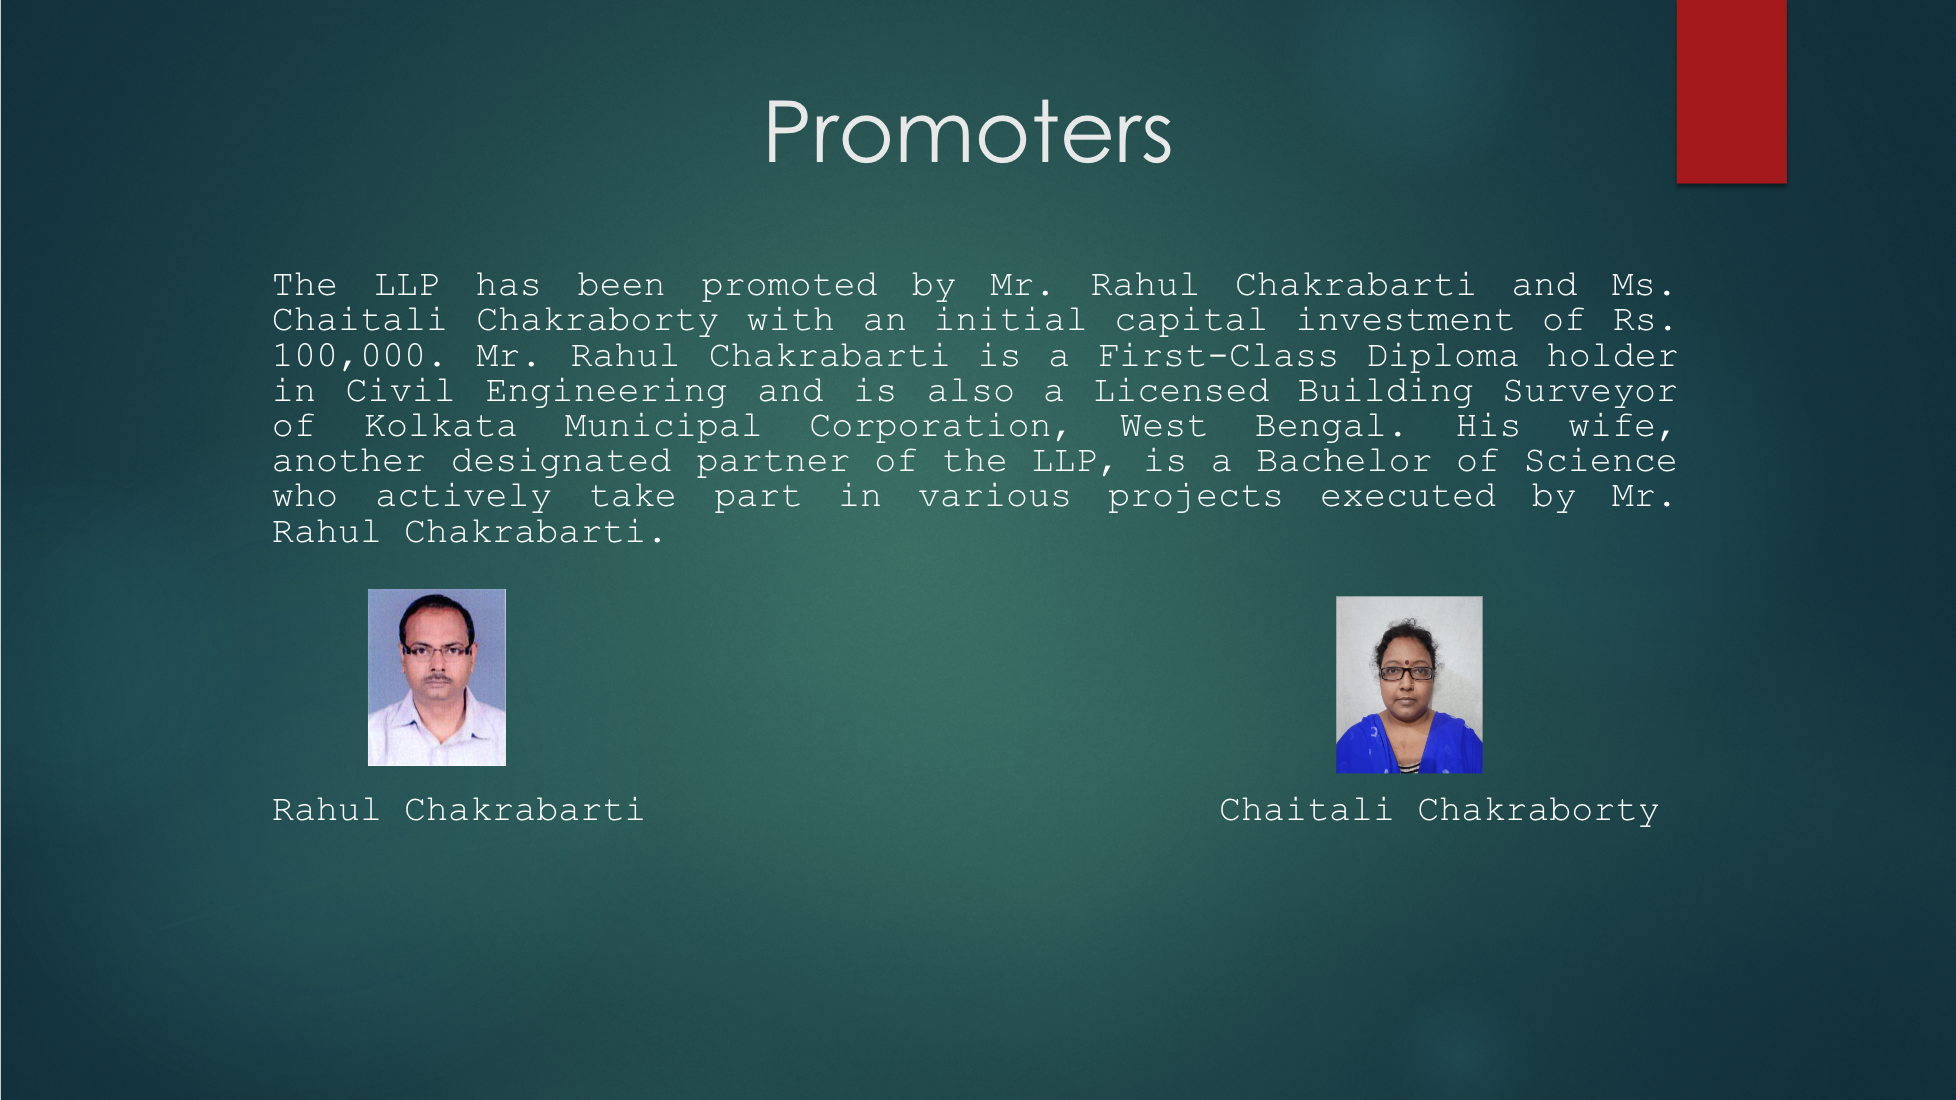 Promoters
The LLP has been promoted by Mr. Rahul Chakrabarti and Ms.
Chaitali Chakraborty with an initial capital investment of Rs.
100,000. Mr. Rahul Chakrabarti is a First-Class Diploma holder
in Civil Engineering and is also a Licensed Building Surveyor
of Kolkata Municipal Corporation, West Bengal. His wife,
another designated partner of the LLP, is a Bachelor of Science
who actively take part in various projects executed by Mr.
Rahul Chakrabarti.
Rahul Chakrabarti
Chaitali Chakraborty